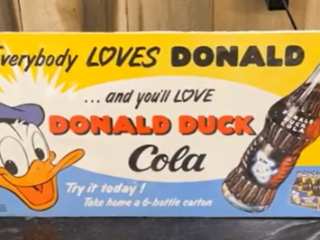 Everybody LOVES DONALD
...and you'll LOVE
DONALD DUCK
Cola
Try it today!
Take home a 6-bottle carton